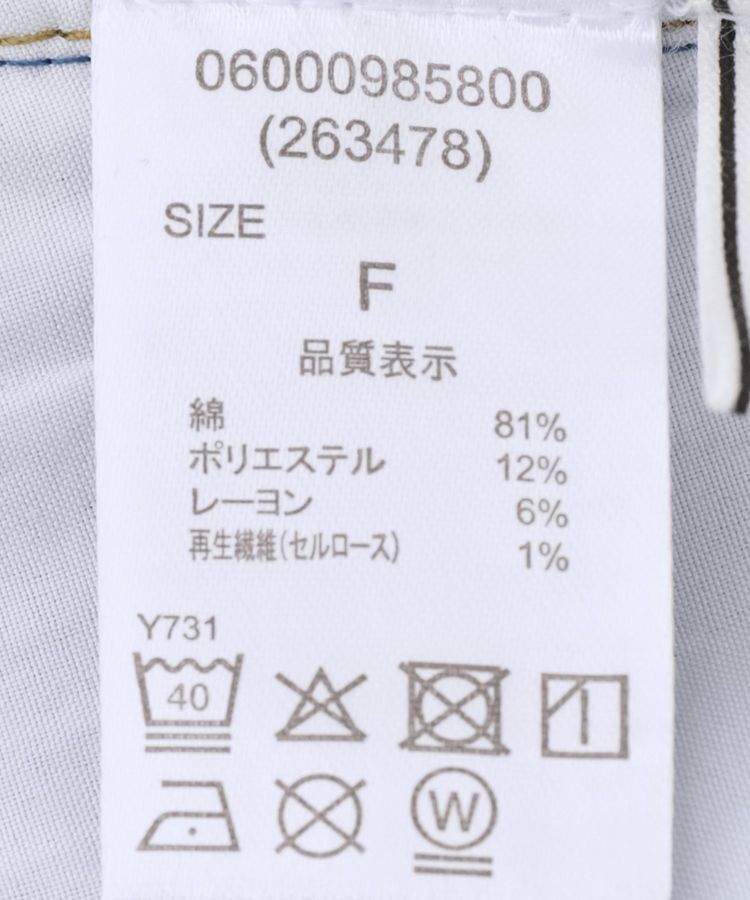 06000985800
(263478)
SIZE
F
品質表示
綿 81%
ポリエステル 12%
レーヨン 6%
再生繊維(セルロース) 1%
Y731
40
W